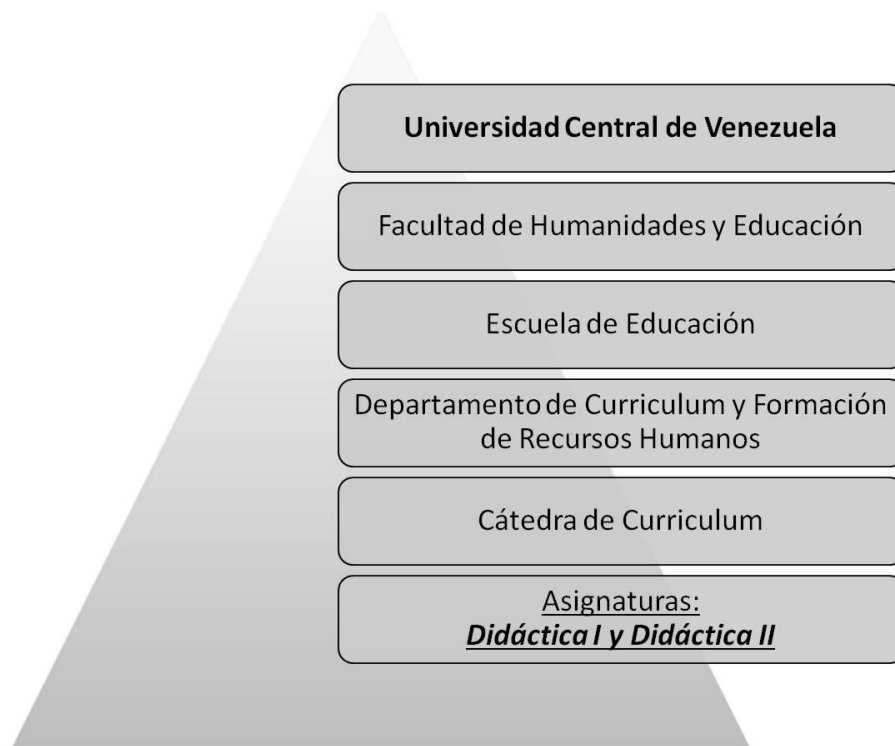 Universidad Central de Venezuela
Facultad de Humanidades y Educación
Escuela de Educación
Departamento de Curriculum y Formación
de Recursos Humanos
Cátedra de Curriculum
Asignaturas:
Didáctica I y Didáctica II